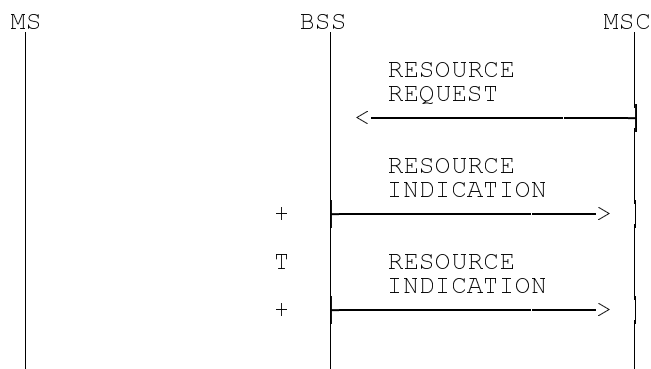 MS BSS MSC
RESOURCE
REQUEST
<
RESOURCE
INDICATION
+ >
T RESOURCE
INDICATION
+ >